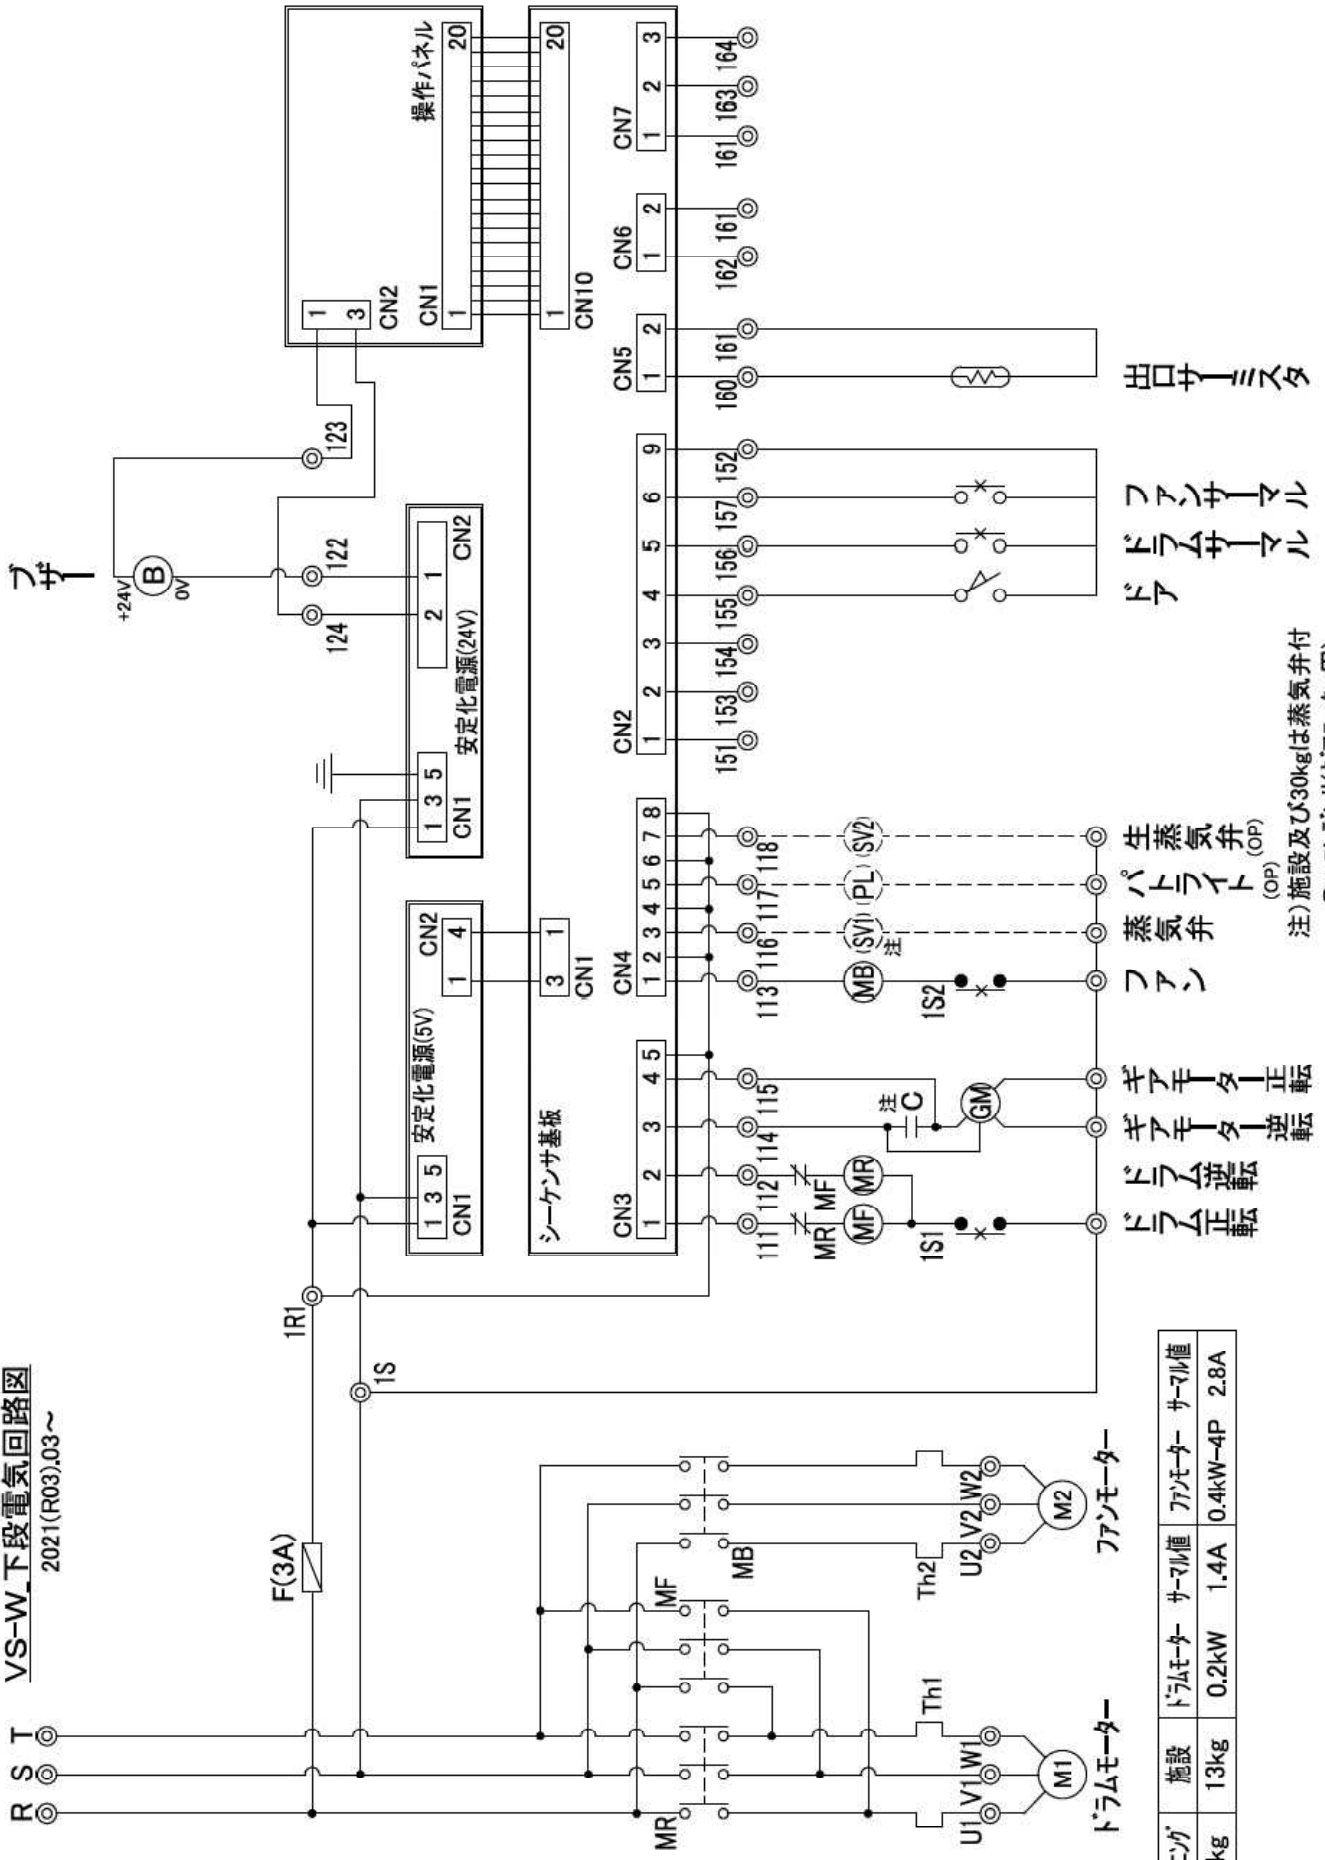 VS-W_下段電気回路図
2021(R03).03～
R S T
F(3A)
1R1
1S
MR
MF
MB
Th1
Th2
U1 V1 W1
U2 V2 W2
M1
M2
ドラムモーター
ファンモーター
ブザー
+24V
B
0V
124 122 123
安定化電源(5V)
CN1
1 3 5
CN2
1 4
安定化電源(24V)
CN1
1 3 5
CN2
2 1
操作パネル
CN2
1
3
CN1
1 20
シーケンサ基板
CN1
3 1
CN10
1 20
CN3
1 2 3 4 5
CN4
1 2 3 4 5 6 7 8
CN2
1 2 3 4 5 6 9
CN5
1 2
CN6
1 2
CN7
1 2 3
111 112 114 115 113 116 117 118 151 153 154 155 156 157 152 160 161 162 161 161 163 164
MR MF
MF MR
注
C
GM
MB
(SV1)
注
(PL)
(SV2)
1S1
1S2
ドラム正転
ドラム逆転
ギアモーター逆転
ギアモーター正転
ファン
蒸気弁
パトライト
(OP)
生蒸気弁
(OP)
ドア
ドラムサーマル
ファンサーマル
出口サーミスタ
注)施設及び30kgは蒸気弁付
施設 ドラムモーター サーマル値 ファンモーター サーマル値
kg 13kg 0.2kW 1.4A 0.4kW-4P 2.8A